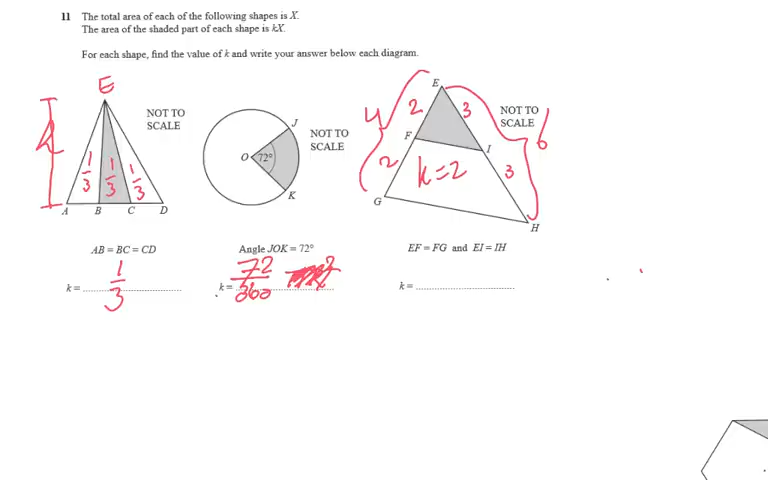 11 The total area of each of the following shapes is X.
The area of the shaded part of each shape is kX.
For each shape, find the value of k and write your answer below each diagram.
E
NOT TO
SCALE
1/3 1/3 1/3
A B C D
AB = BC = CD
k = 1/3
J
O 72°
K
NOT TO
SCALE
Angle JOK = 72°
k = 72/360
E
4 2 3
NOT TO
SCALE
6
F I
2 k=2 3
G
H
EF = FG and EI = IH
k =